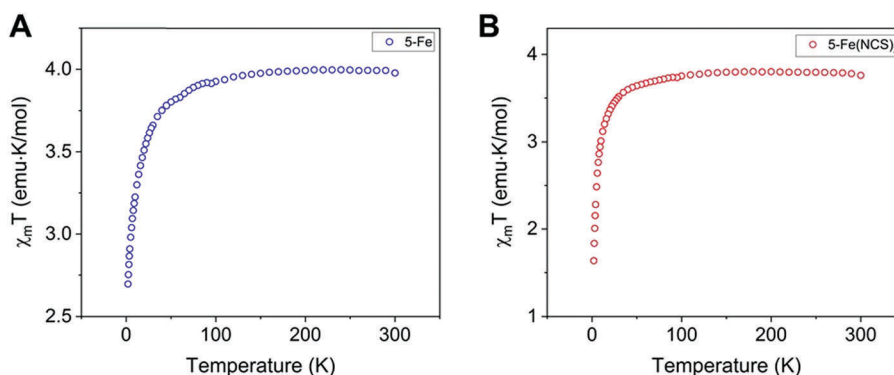 A
5-Fe
4.0
3.5
3.0
2.5
χmT (emu·K/mol)
0
100
200
300
Temperature (K)
B
5-Fe(NCS)
4
3
2
1
χmT (emu·K/mol)
0
100
200
300
Temperature (K)